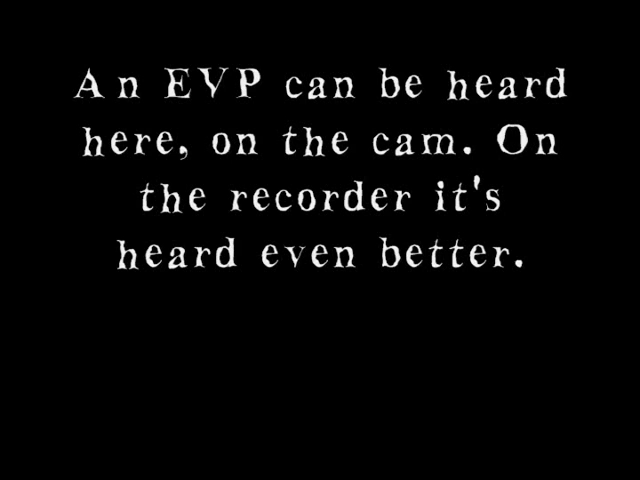 An EVP can be heard
here, on the cam. On
the recorder it's
heard even better.